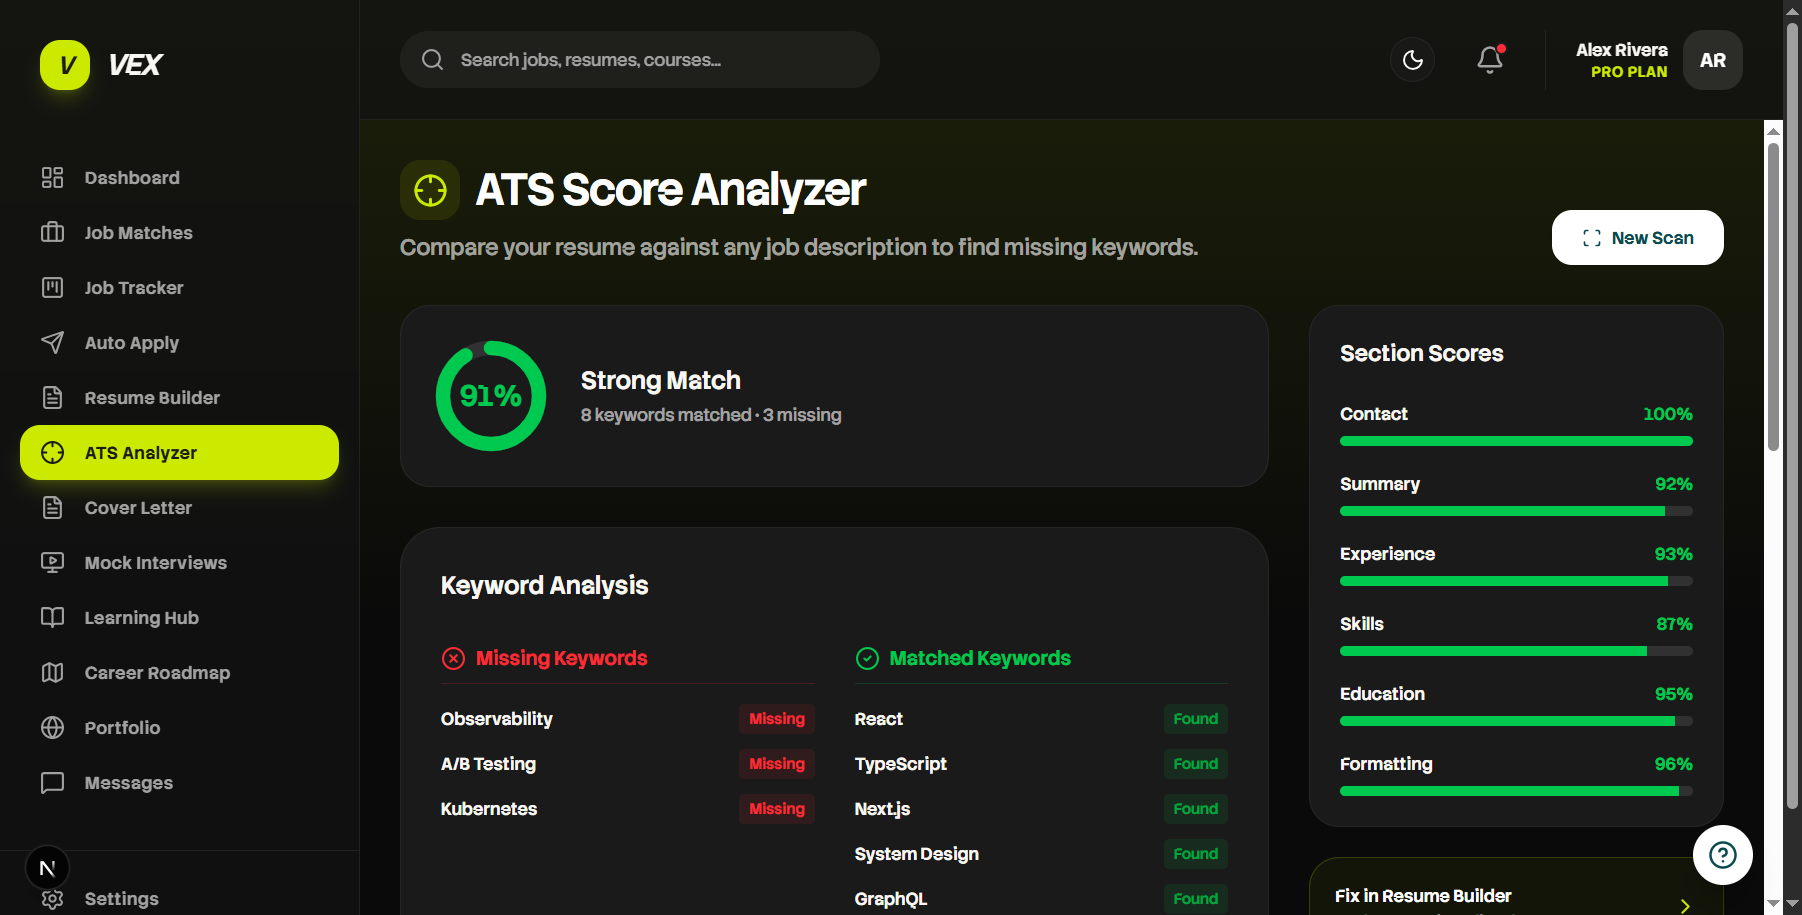 V VEX
Search jobs, resumes, courses...
Alex Rivera
PRO PLAN
AR
Dashboard
Job Matches
Job Tracker
Auto Apply
Resume Builder
ATS Analyzer
Cover Letter
Mock Interviews
Learning Hub
Career Roadmap
Portfolio
Messages
N
Settings
ATS Score Analyzer
Compare your resume against any job description to find missing keywords.
New Scan
91%
Strong Match
8 keywords matched · 3 missing
Keyword Analysis
Missing Keywords
Observability Missing
A/B Testing Missing
Kubernetes Missing
Matched Keywords
React Found
TypeScript Found
Next.js Found
System Design Found
GraphQL Found
Section Scores
Contact 100%
Summary 92%
Experience 93%
Skills 87%
Education 95%
Formatting 96%
Fix in Resume Builder